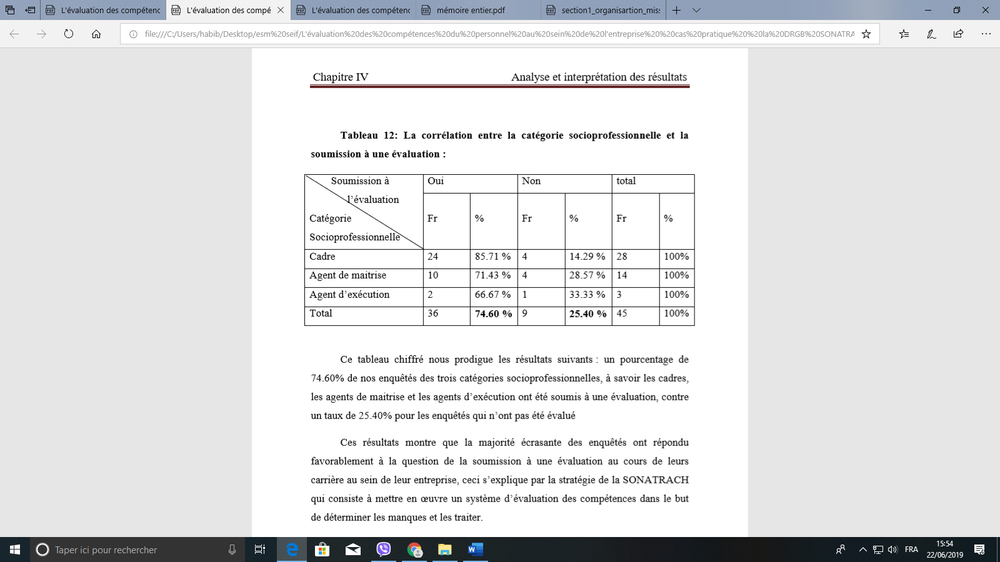 L'évaluation des compétenc
L'évaluation des compé
L'évaluation des compétenc
mémoire entier.pdf
section1_organisartion_miss
file:///C:/Users/habib/Desktop/esm%20seif/L'évaluation%20des%20compétences%20du%20personnel%20au%20sein%20de%20l'entreprise%20%20cas%20pratique%20%20la%20DRGB%20SONATRA
Chapitre IV Analyse et interprétation des résultats
Tableau 12: La corrélation entre la catégorie socioprofessionnelle et la
soumission à une évaluation :
Soumission à
l’évaluation
Catégorie
Socioprofessionnelle
Oui Non total
Fr % Fr % Fr %
Cadre 24 85.71 % 4 14.29 % 28 100%
Agent de maitrise 10 71.43 % 4 28.57 % 14 100%
Agent d’exécution 2 66.67 % 1 33.33 % 3 100%
Total 36 74.60 % 9 25.40 % 45 100%
Ce tableau chiffré nous prodigue les résultats suivants : un pourcentage de
74.60% de nos enquêtés des trois catégories socioprofessionnelles, à savoir les cadres,
les agents de maitrise et les agents d’exécution ont été soumis à une évaluation, contre
un taux de 25.40% pour les enquêtés qui n’ont pas été évalué
Ces résultats montre que la majorité écrasante des enquêtés ont répondu
favorablement à la question de la soumission à une évaluation au cours de leurs
carrière au sein de leur entreprise, ceci s’explique par la stratégie de la SONATRACH
qui consiste à mettre en œuvre un système d’évaluation des compétences dans le but
de déterminer les manques et les traiter.
Taper ici pour rechercher
FRA
15:54
22/06/2019